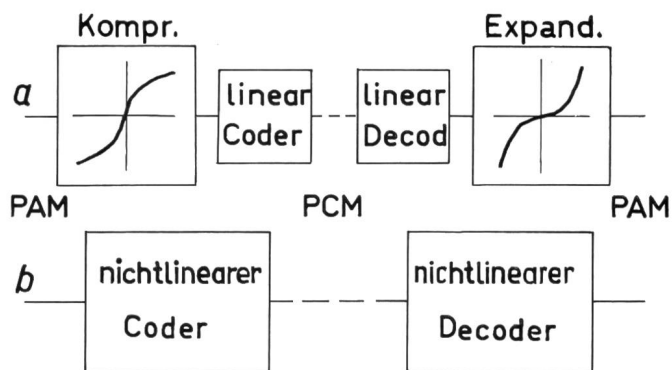 Kompr.
Expand.
a
linear
Coder
linear
Decod
PAM
PCM
PAM
b
nichtlinearer
Coder
nichtlinearer
Decoder